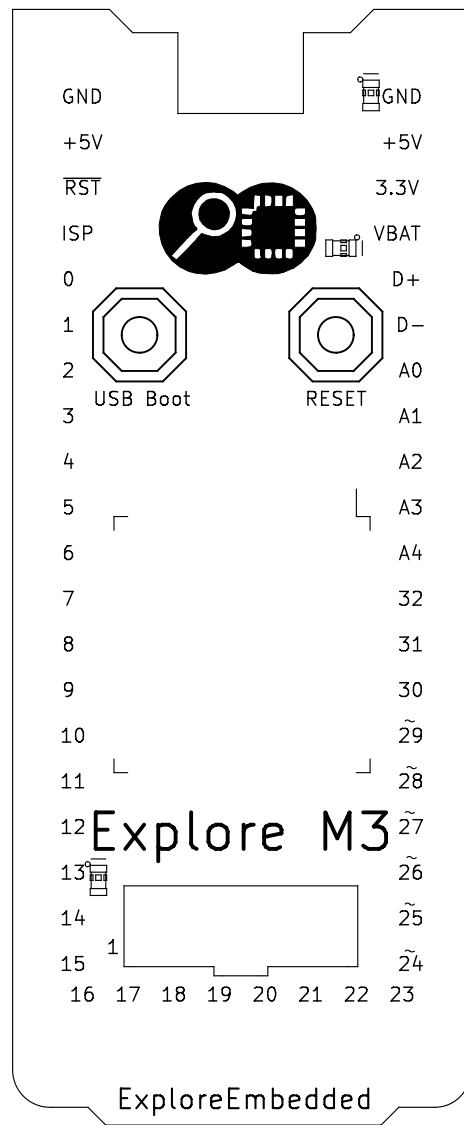 GND GND
+5V +5V
RST 3.3V
ISP VBAT
0 D+
1 D-
2 A0
USB Boot RESET
3 A1
4 A2
5 A3
6 A4
7 32
8 31
9 30
10 ~29
11 ~28
12 Explore M3 ~27
13 ~26
14 ~25
1
15 ~24
16 17 18 19 20 21 22 23
ExploreEmbedded